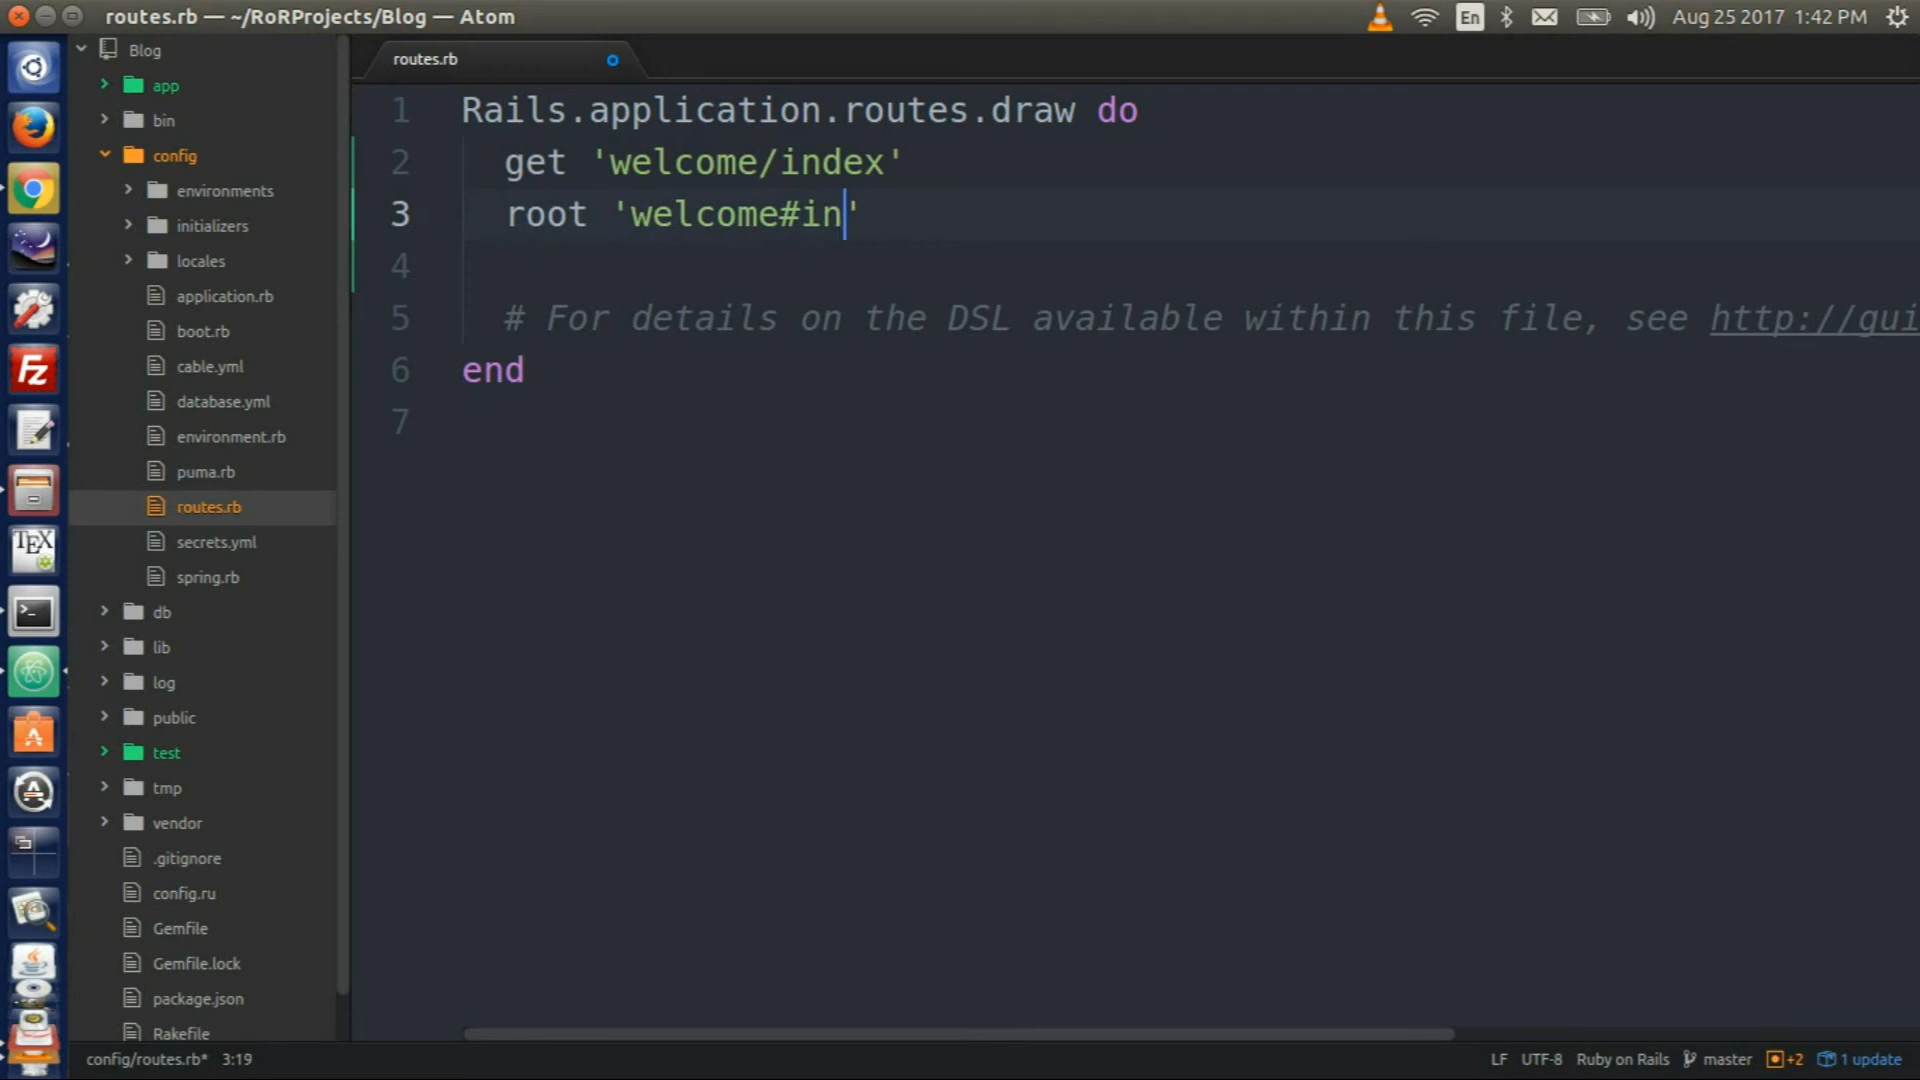 routes.rb — ~/RoRProjects/Blog — Atom
En
Aug 25 2017 1:42 PM
Blog
app
bin
config
environments
initializers
locales
application.rb
boot.rb
cable.yml
database.yml
environment.rb
puma.rb
routes.rb
secrets.yml
spring.rb
db
lib
log
public
test
tmp
vendor
.gitignore
config.ru
Gemfile
Gemfile.lock
package.json
Rakefile
Fz
TEX
routes.rb
1 Rails.application.routes.draw do
2 get 'welcome/index'
3 root 'welcome#in'
4
5 # For details on the DSL available within this file, see http://gui
6 end
7
config/routes.rb* 3:19
LF UTF-8 Ruby on Rails master +2 1 update